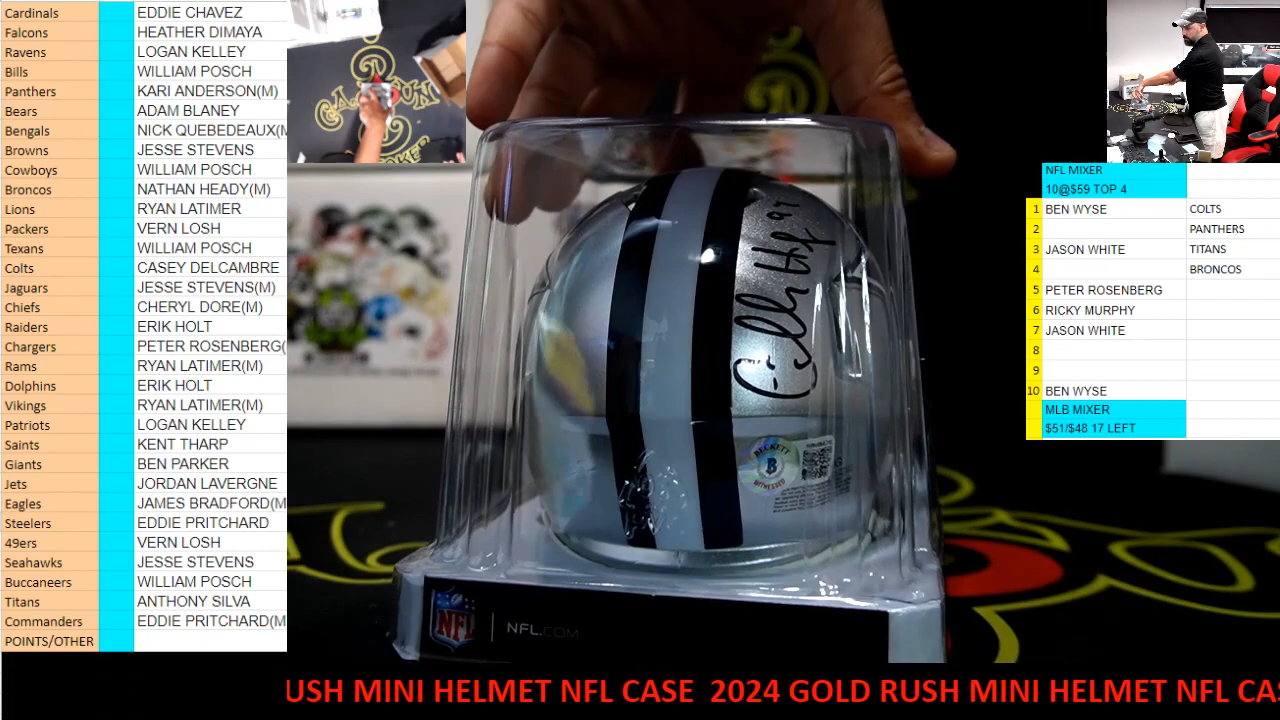 Cardinals EDDIE CHAVEZ
Falcons HEATHER DIMAYA
Ravens LOGAN KELLEY
Bills WILLIAM POSCH
Panthers KARI ANDERSON(M)
Bears ADAM BLANEY
Bengals NICK QUEBEDEAUX(M
Browns JESSE STEVENS
Cowboys WILLIAM POSCH
Broncos NATHAN HEADY(M)
Lions RYAN LATIMER
Packers VERN LOSH
Texans WILLIAM POSCH
Colts CASEY DELCAMBRE
Jaguars JESSE STEVENS(M)
Chiefs CHERYL DORE(M)
Raiders ERIK HOLT
Chargers PETER ROSENBERG(
Rams RYAN LATIMER(M)
Dolphins ERIK HOLT
Vikings RYAN LATIMER(M)
Patriots LOGAN KELLEY
Saints KENT THARP
Giants BEN PARKER
Jets JORDAN LAVERGNE
Eagles JAMES BRADFORD(M
Steelers EDDIE PRITCHARD
49ers VERN LOSH
Seahawks JESSE STEVENS
Buccaneers WILLIAM POSCH
Titans ANTHONY SILVA
Commanders EDDIE PRITCHARD(M
POINTS/OTHER
97
BECKETT
B
WITNESSED
NFL
NFL.COM
NFL MIXER
10@$59 TOP 4
1 BEN WYSE COLTS
2 PANTHERS
3 JASON WHITE TITANS
4 BRONCOS
5 PETER ROSENBERG
6 RICKY MURPHY
7 JASON WHITE
8
9
10 BEN WYSE
MLB MIXER
$51/$48 17 LEFT
USH MINI HELMET NFL CASE 2024 GOLD RUSH MINI HELMET NFL CA